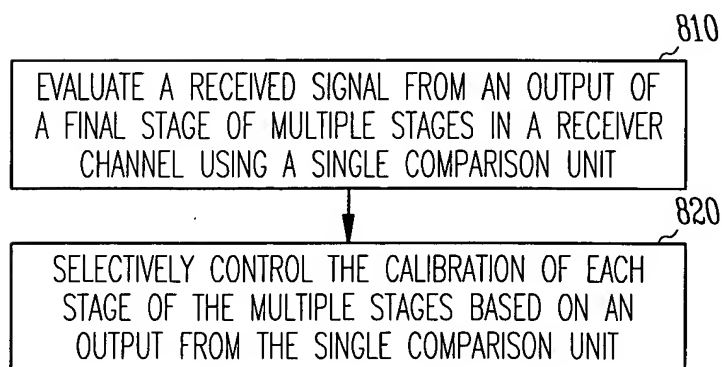 810
EVALUATE A RECEIVED SIGNAL FROM AN OUTPUT OF
A FINAL STAGE OF MULTIPLE STAGES IN A RECEIVER
CHANNEL USING A SINGLE COMPARISON UNIT
820
SELECTIVELY CONTROL THE CALIBRATION OF EACH
STAGE OF THE MULTIPLE STAGES BASED ON AN
OUTPUT FROM THE SINGLE COMPARISON UNIT